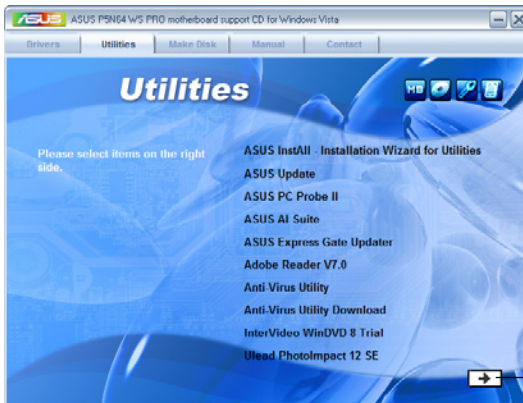 ASUS ASUS P5N64 WS PRO motherboard support CD for Windows Vista
Drivers Utilities Make Disk Manual Contact
Utilities
MB
Please select items on the right
side.
ASUS InstAll - Installation Wizard for Utilities
ASUS Update
ASUS PC Probe II
ASUS AI Suite
ASUS Express Gate Updater
Adobe Reader V7.0
Anti-Virus Utility
Anti-Virus Utility Download
InterVideo WinDVD 8 Trial
Ulead PhotoImpact 12 SE